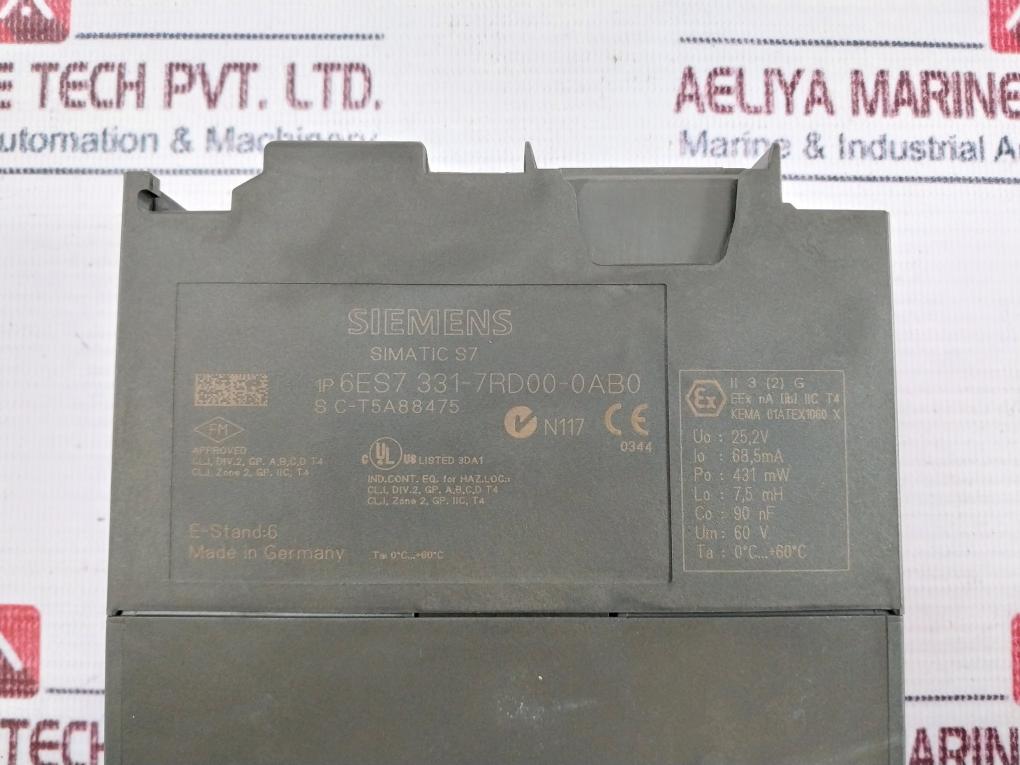 E TECH PVT. LTD.
utomation & Machinery
AELIYA MARINE
Marine & Industrial A
SIEMENS
SIMATIC S7
1P 6ES7 331-7RD00-0AB0
S C-T5A88475
N117
CE
0344
FM
APPROVED
CL.I, DIV.2, GP. A,B,C,D T4
CL.I, Zone 2, GP. IIC, T4
C UL US LISTED 3DA1
IND.CONT. EQ. for HAZ.LOC.:
CL.I, DIV.2, GP. A,B,C,D T4
CL.I, Zone 2, GP. IIC, T4
E-Stand:6
Made in Germany
Ta: 0°C...+60°C
Ex
II 3 (2) G
EEx nA [ib] IIC T4
KEMA 01ATEX1060 X
Uo : 25,2V
Io : 68,5mA
Po : 431 mW
Lo : 7,5 mH
Co : 90 nF
Um : 60 V
Ta : 0°C...+60°C
TECH
ARIN